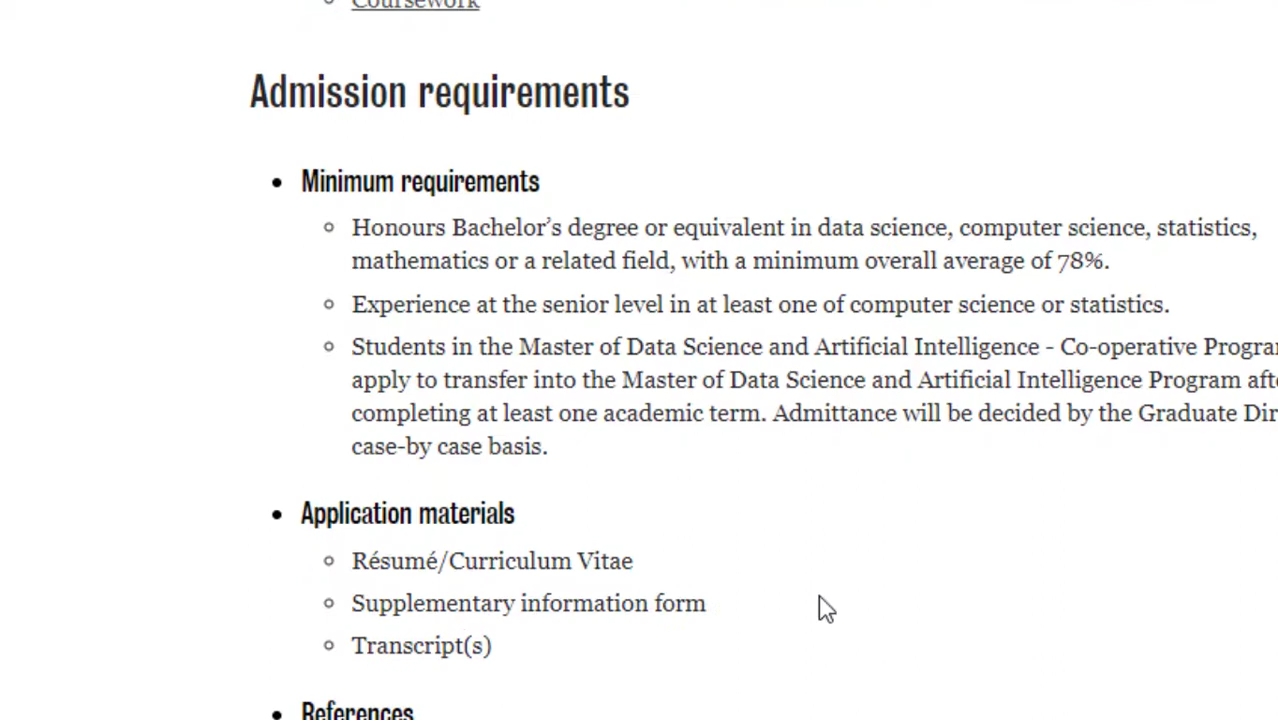 Coursework
Admission requirements
Minimum requirements
Honours Bachelor’s degree or equivalent in data science, computer science, statistics,
mathematics or a related field, with a minimum overall average of 78%.
Experience at the senior level in at least one of computer science or statistics.
Students in the Master of Data Science and Artificial Intelligence - Co-operative
apply to transfer into the Master of Data Science and Artificial Intelligence Program
completing at least one academic term. Admittance will be decided by the Graduate
case-by case basis.
Application materials
Résumé/Curriculum Vitae
Supplementary information form
Transcript(s)
References